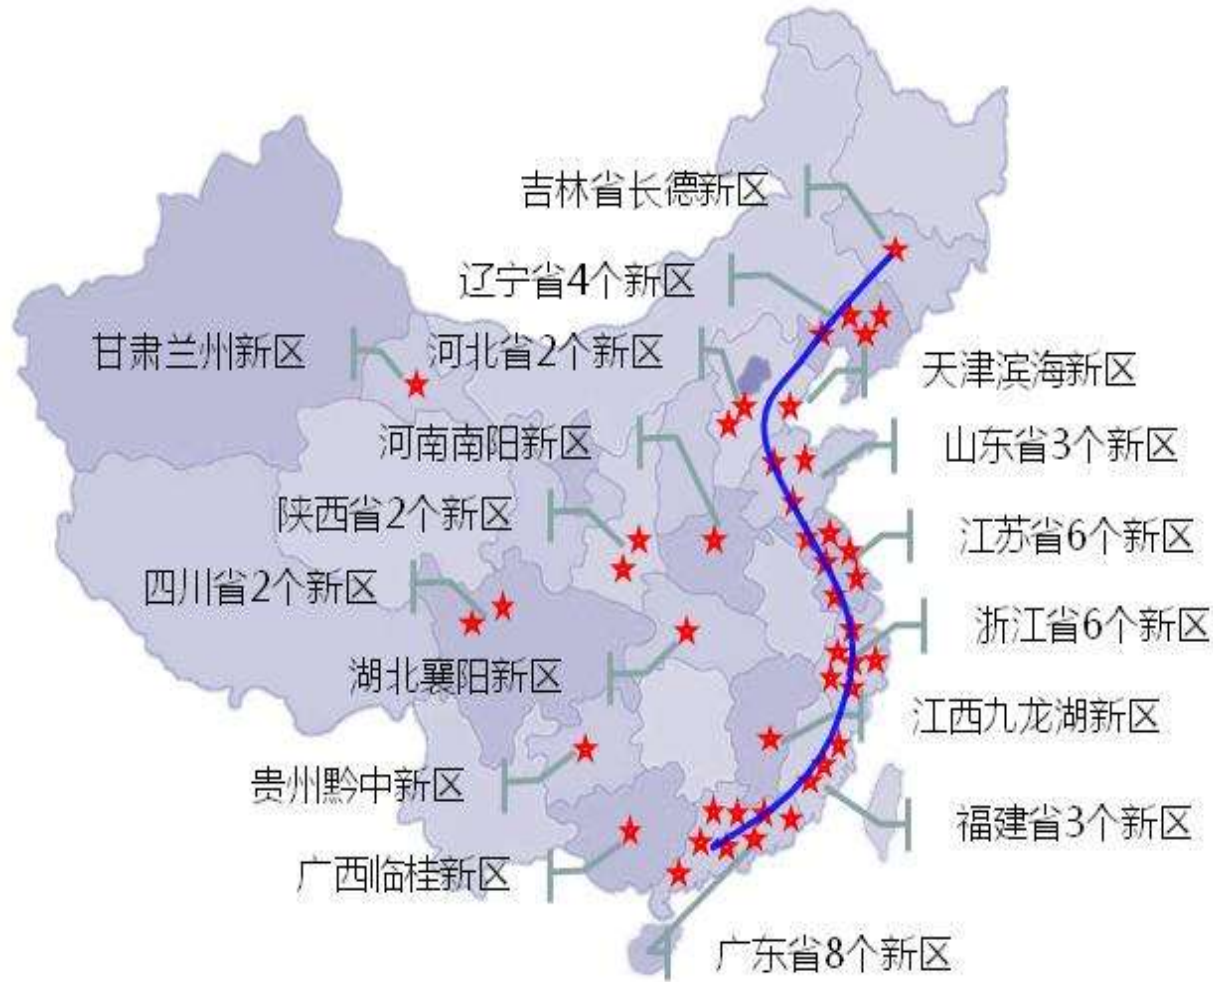 吉林省长德新区
辽宁省4个新区
甘肃兰州新区
河北省2个新区
天津滨海新区
河南南阳新区
山东省3个新区
陕西省2个新区
江苏省6个新区
四川省2个新区
浙江省6个新区
湖北襄阳新区
江西九龙湖新区
贵州黔中新区
福建省3个新区
广西临桂新区
广东省8个新区